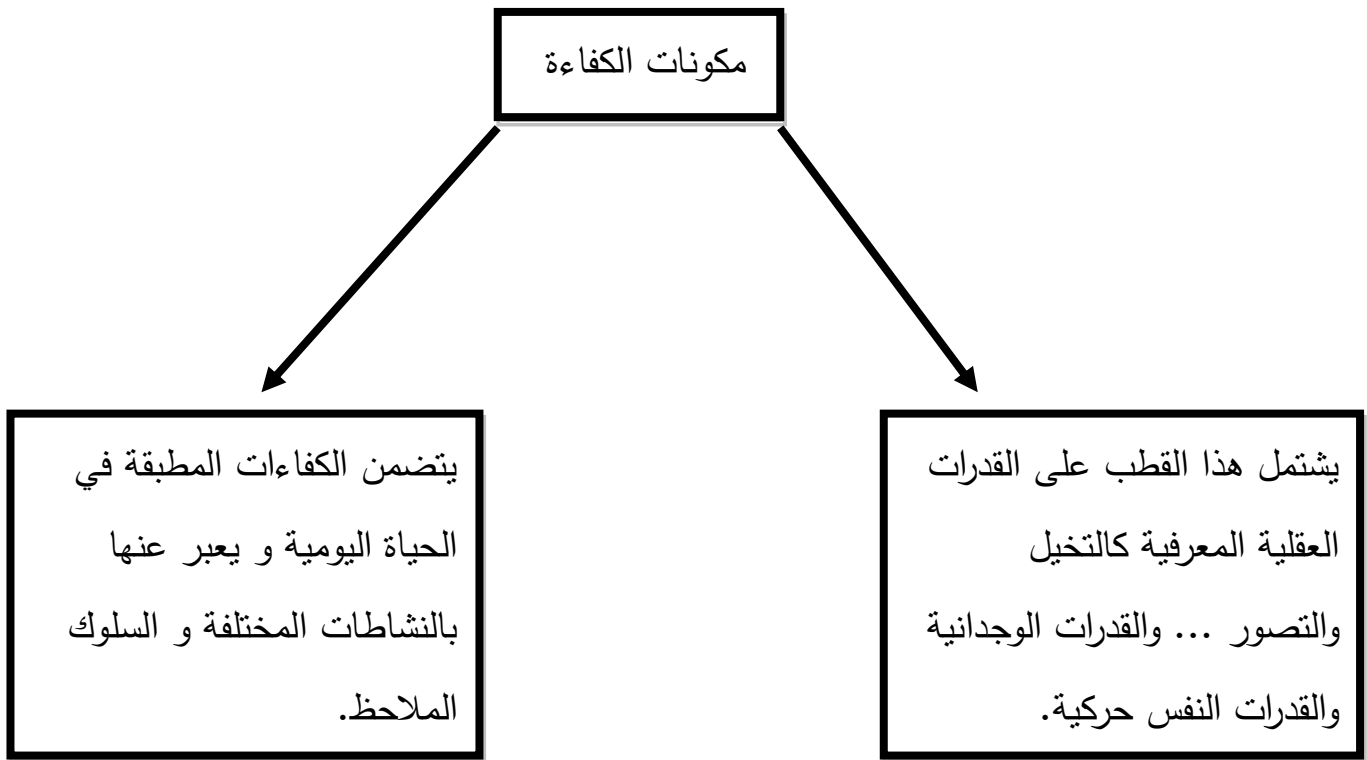 مكونات الكفاءة
يشتمل هذا القطب على القدرات
العقلية المعرفية كالتخيل
والتصور ... والقدرات الوجدانية
والقدرات النفس حركية.
يتضمن الكفاءات المطبقة في
الحياة اليومية و يعبر عنها
بالنشاطات المختلفة و السلوك
الملاحظ.